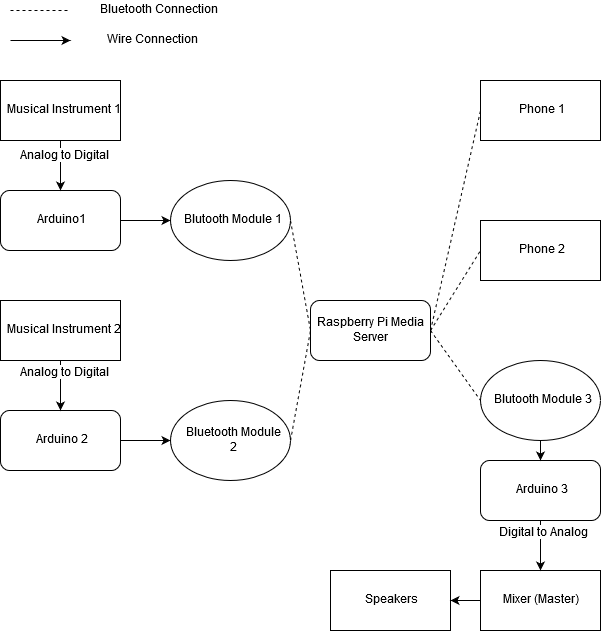 Bluetooth Connection
Wire Connection
Musical Instrument 1
Phone 1
Analog to Digital
Arduino1
Blutooth Module 1
Phone 2
Musical Instrument 2
Raspberry Pi Media
Server
Analog to Digital
Blutooth Module 3
Arduino 2
Bluetooth Module
2
Arduino 3
Digital to Analog
Speakers
Mixer (Master)